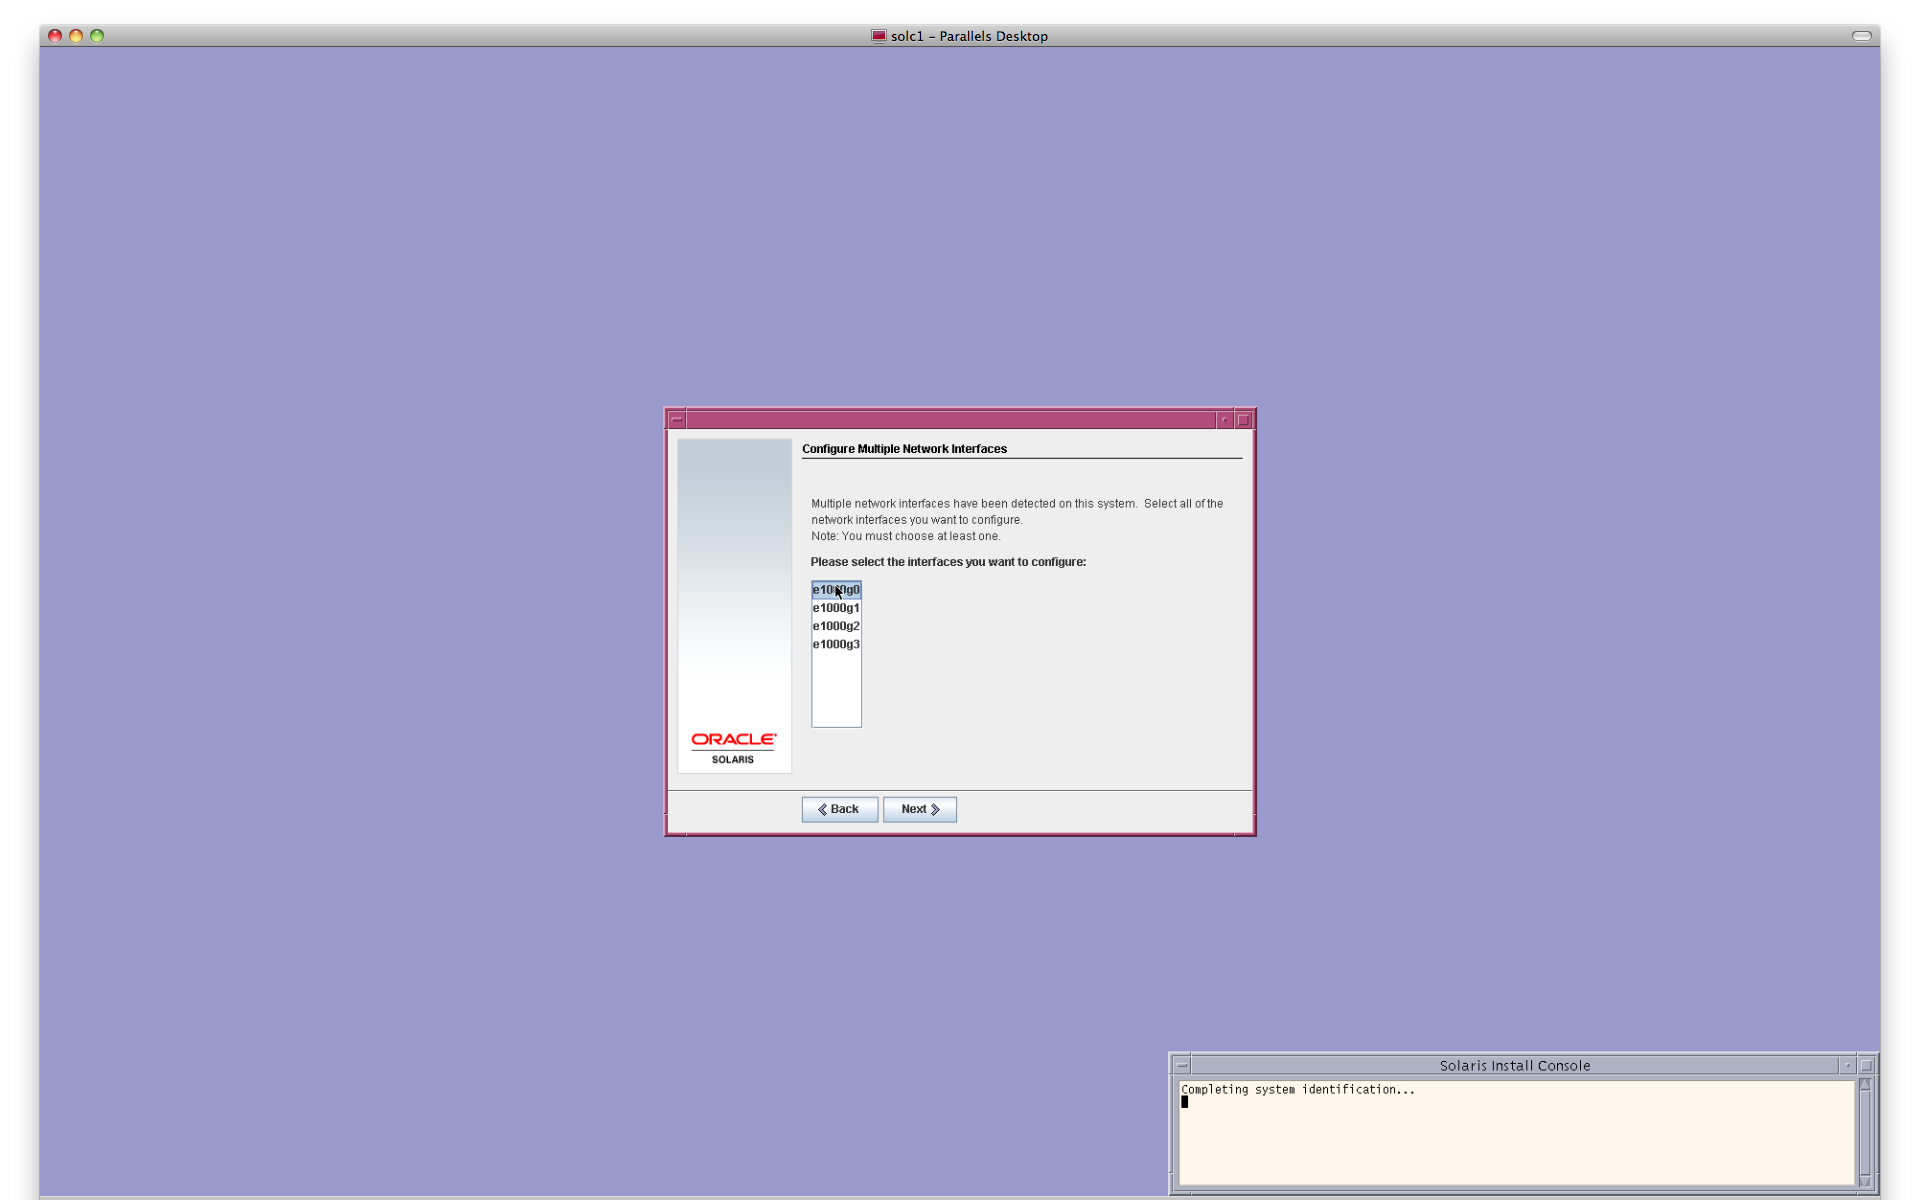 solc1 – Parallels Desktop
Configure Multiple Network Interfaces
Multiple network interfaces have been detected on this system. Select all of the
network interfaces you want to configure.
Note: You must choose at least one.
Please select the interfaces you want to configure:
e1000g0
e1000g1
e1000g2
e1000g3
ORACLE
SOLARIS
Back
Next
Solaris Install Console
Completing system identification...